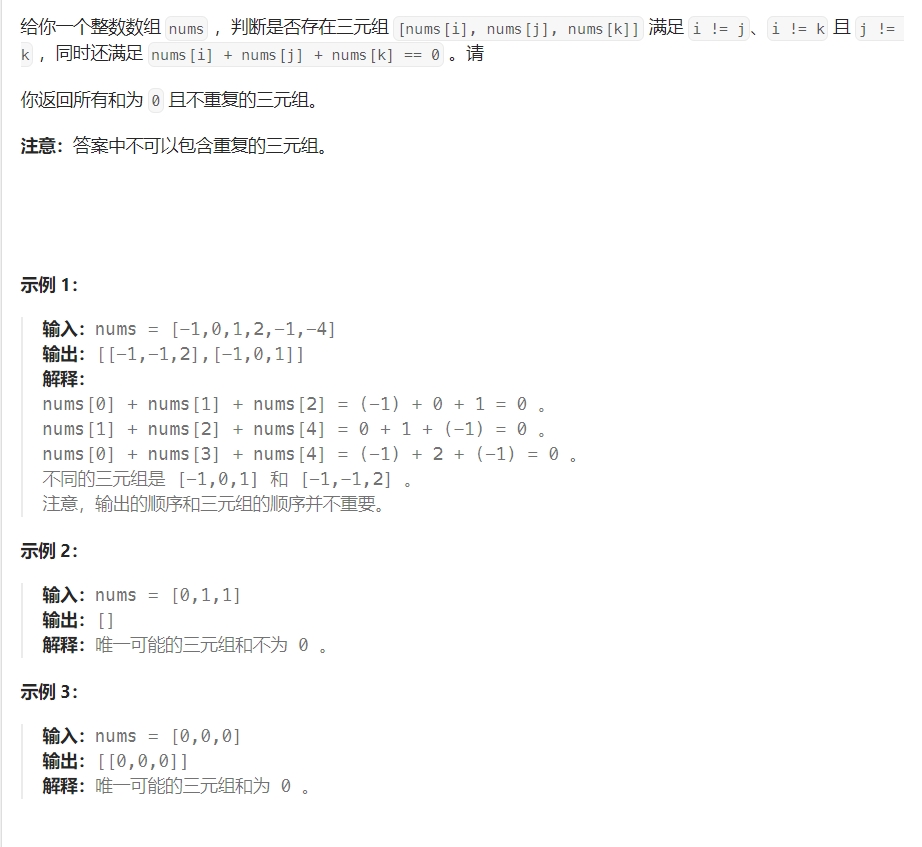 给你一个整数数组 nums ，判断是否存在三元组 [nums[i], nums[j], nums[k]] 满足 i != j、i != k 且 j !=
k ，同时还满足 nums[i] + nums[j] + nums[k] == 0 。请
你返回所有和为 0 且不重复的三元组。
注意：答案中不可以包含重复的三元组。
示例 1：
输入：nums = [-1,0,1,2,-1,-4]
输出：[[-1,-1,2],[-1,0,1]]
解释：
nums[0] + nums[1] + nums[2] = (-1) + 0 + 1 = 0 。
nums[1] + nums[2] + nums[4] = 0 + 1 + (-1) = 0 。
nums[0] + nums[3] + nums[4] = (-1) + 2 + (-1) = 0 。
不同的三元组是 [-1,0,1] 和 [-1,-1,2] 。
注意，输出的顺序和三元组的顺序并不重要。
示例 2：
输入：nums = [0,1,1]
输出：[]
解释：唯一可能的三元组和不为 0 。
示例 3：
输入：nums = [0,0,0]
输出：[[0,0,0]]
解释：唯一可能的三元组和为 0 。